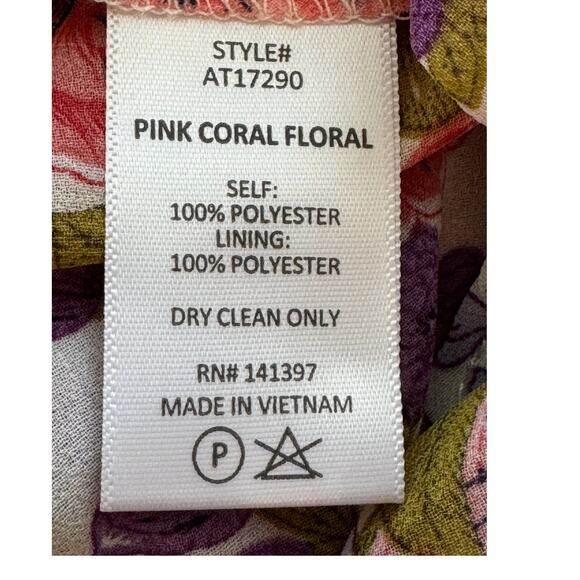 STYLE#
AT17290
PINK CORAL FLORAL
SELF:
100% POLYESTER
LINING:
100% POLYESTER
DRY CLEAN ONLY
RN# 141397
MADE IN VIETNAM
P